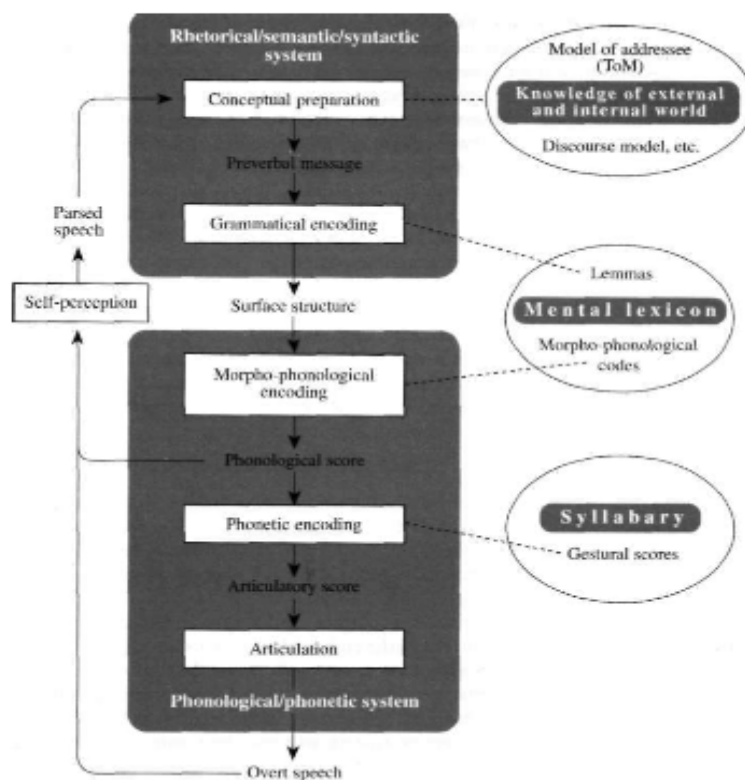 Rhetorical/semantic/syntactic
system
Conceptual preparation
Preverbal message
Grammatical encoding
Model of addressee
(ToM)
Knowledge of external
and internal world
Discourse model, etc.
Parsed
speech
Self-perception
Surface structure
Lemmas
Mental lexicon
Morpho-phonological
codes
Morpho-phonological
encoding
Phonological score
Phonetic encoding
Articulatory score
Articulation
Phonological/phonetic system
Syllabary
Gestural scores
Overt speech